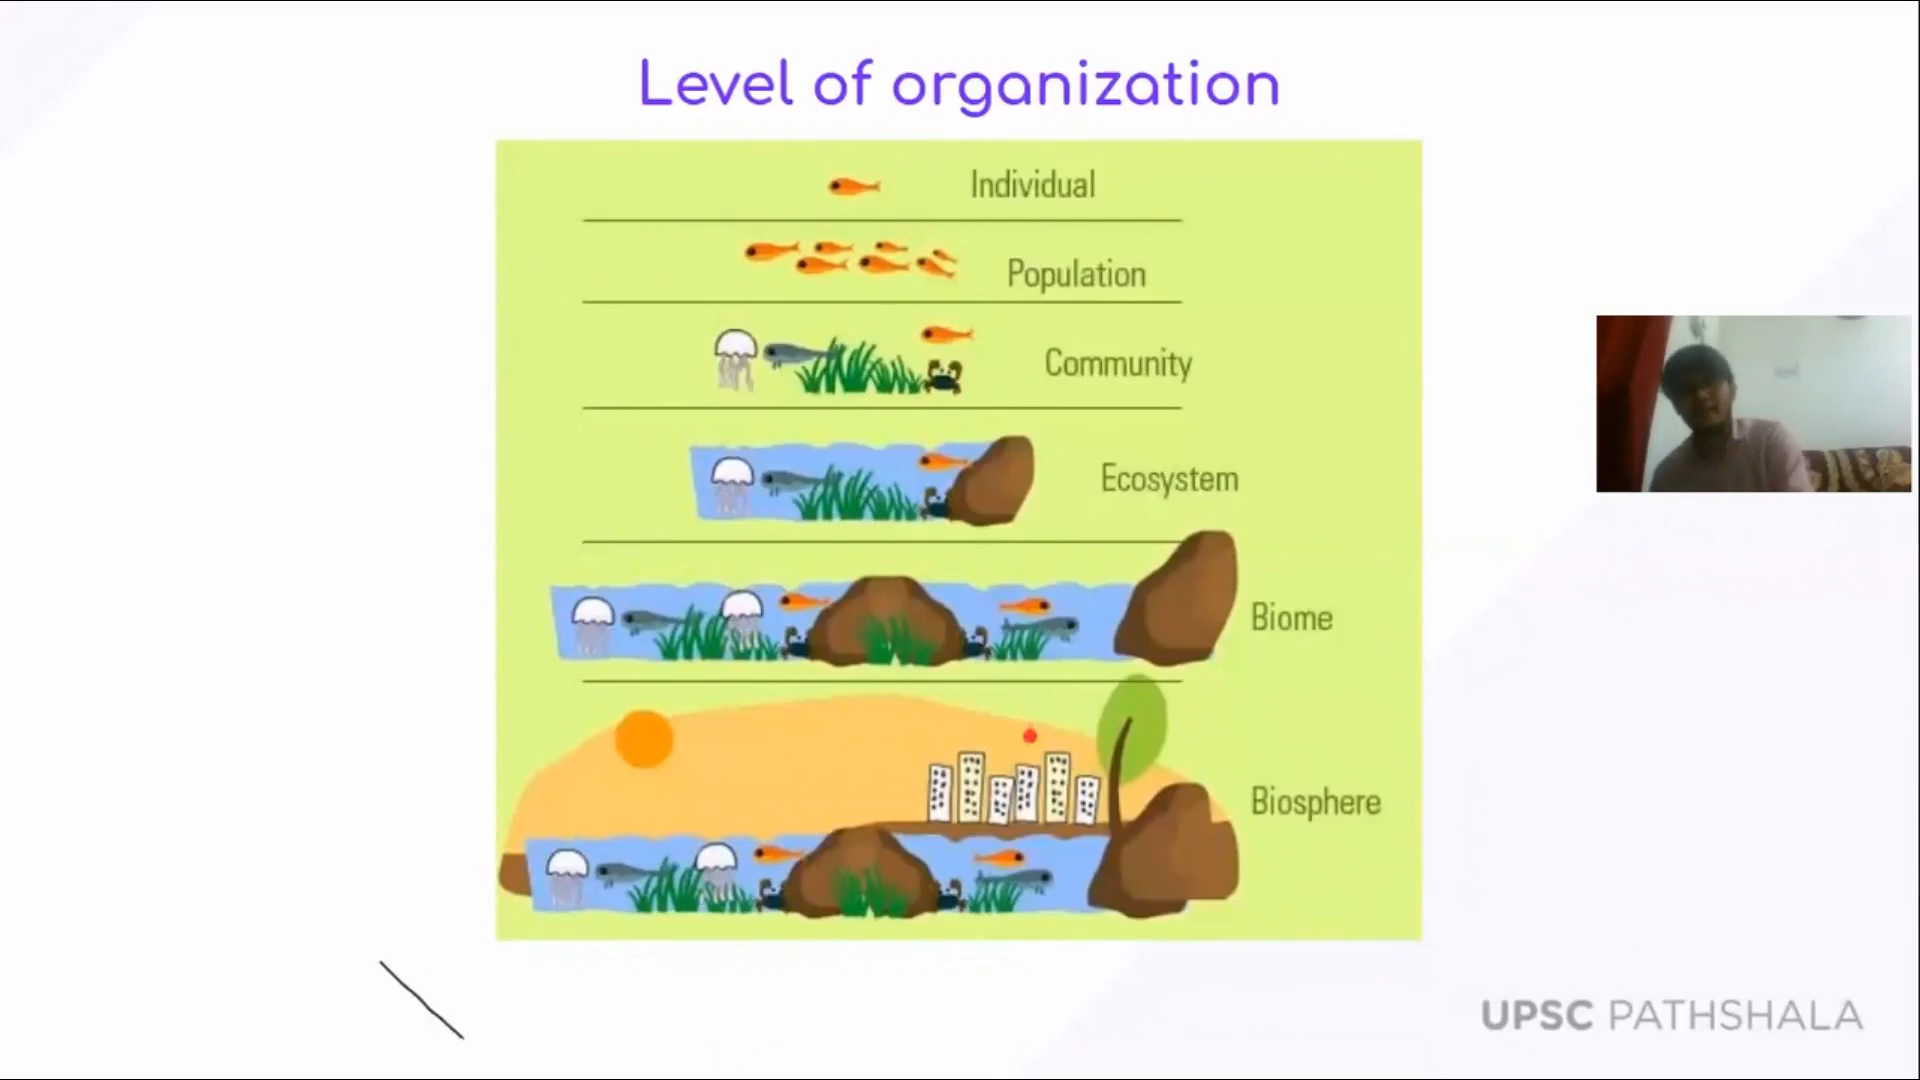 Level of organization
Individual
Population
Community
Ecosystem
Biome
Biosphere
UPSC PATHSHALA